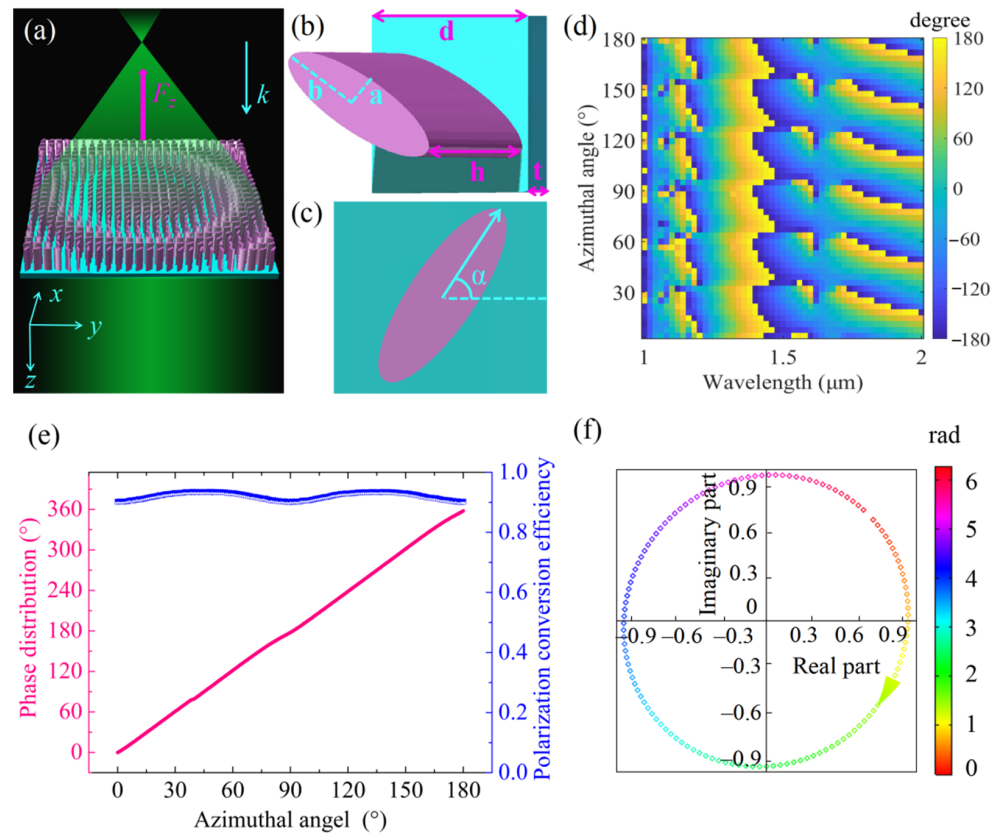 (a)
F_z
k
x
y
z
(b)
d
b
a
h
t
(c)
α
(d)
degree
Azimuthal angle (°)
180
150
120
90
60
30
1
1.5
2
Wavelength (μm)
180
120
60
0
−60
−120
−180
(e)
Phase distribution (°)
360
300
240
180
120
60
0
0
30
60
90
120
150
180
Azimuthal angel (°)
1.0
0.8
0.6
0.4
0.2
0.0
Polarization conversion efficiency
(f)
rad
Imaginary part
0.9
0.6
0.3
0
−0.3
−0.6
−0.9
−0.9
−0.6
−0.3
0.3
0.6
0.9
Real part
6
5
4
3
2
1
0